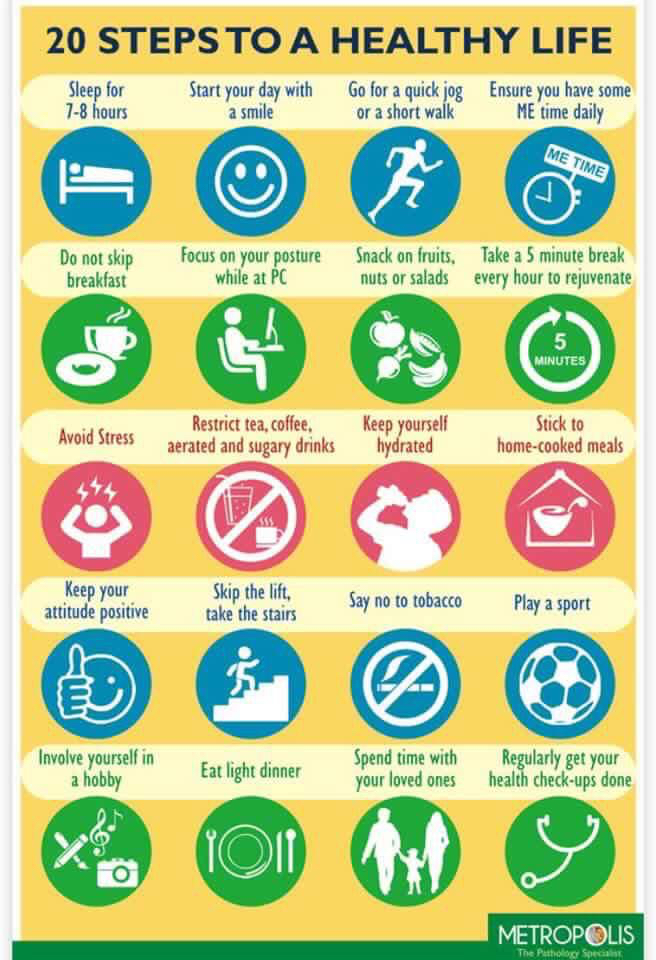 20 STEPS TO A HEALTHY LIFE
Sleep for
7-8 hours
Start your day with
a smile
Go for a quick jog
or a short walk
Ensure you have some
ME time daily
ME TIME
Do not skip
breakfast
Focus on your posture
while at PC
Snack on fruits,
nuts or salads
Take a 5 minute break
every hour to rejuvenate
5
MINUTES
Avoid Stress
Restrict tea, coffee,
aerated and sugary drinks
Keep yourself
hydrated
Stick to
home-cooked meals
Keep your
attitude positive
Skip the lift,
take the stairs
Say no to tobacco
Play a sport
Involve yourself in
a hobby
Eat light dinner
Spend time with
your loved ones
Regularly get your
health check-ups done
METROPOLIS
The Pathology Specialist